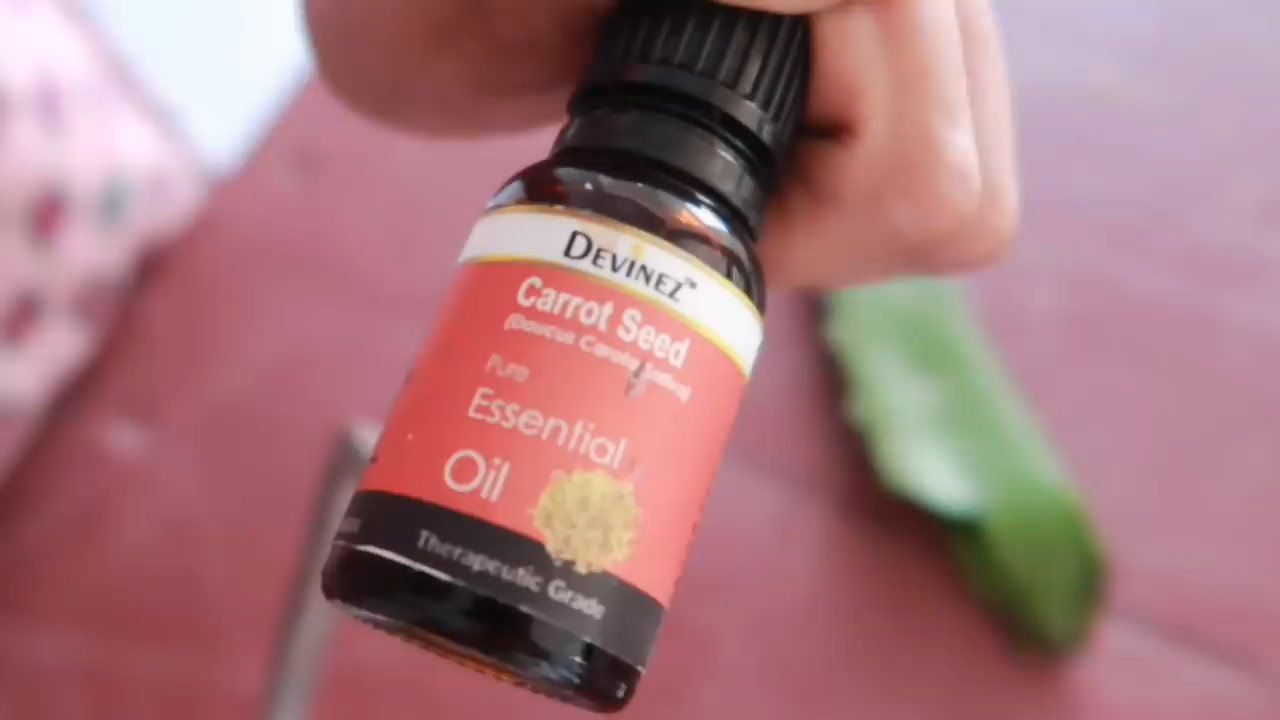 DEVINEZ™
Carrot Seed
(Daucus Carota Sativa)
Pure
Essential
Oil
Therapeutic Grade